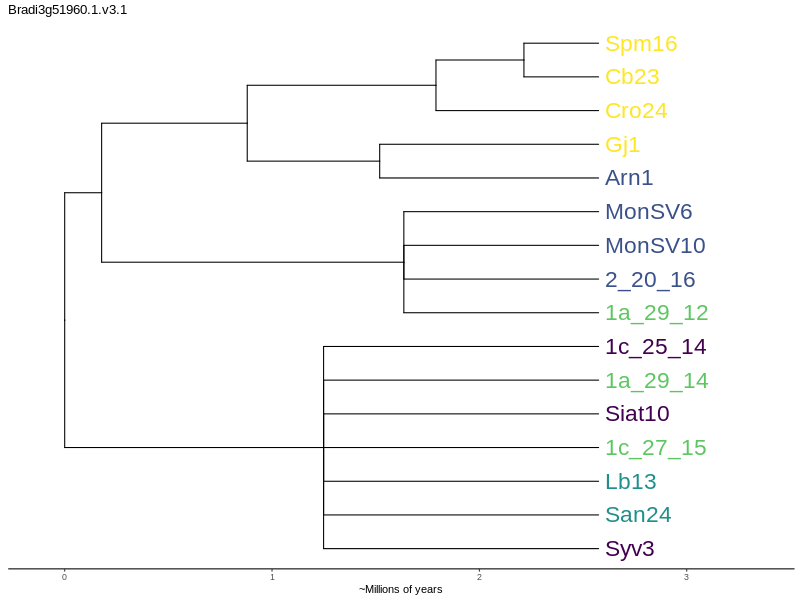 Bradi3g51960.1.v3.1
Spm16
Cb23
Cro24
Gj1
Arn1
MonSV6
MonSV10
2_20_16
1a_29_12
1c_25_14
1a_29_14
Siat10
1c_27_15
Lb13
San24
Syv3
0 1 2 3
~Millions of years